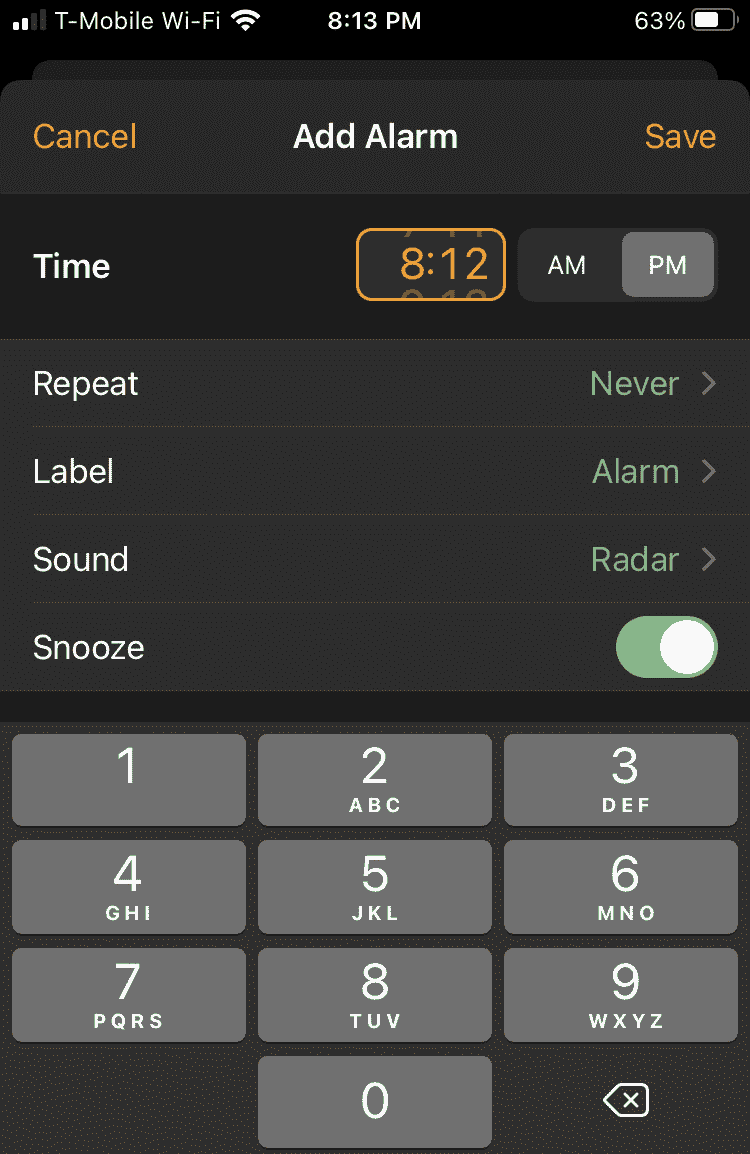 T-Mobile Wi-Fi 8:13 PM 63%
Cancel Add Alarm Save
Time 8:12 AM PM
Repeat Never
Label Alarm
Sound Radar
Snooze
1 2 3
ABC DEF
4 5 6
GHI JKL MNO
7 8 9
PQRS TUV WXYZ
0